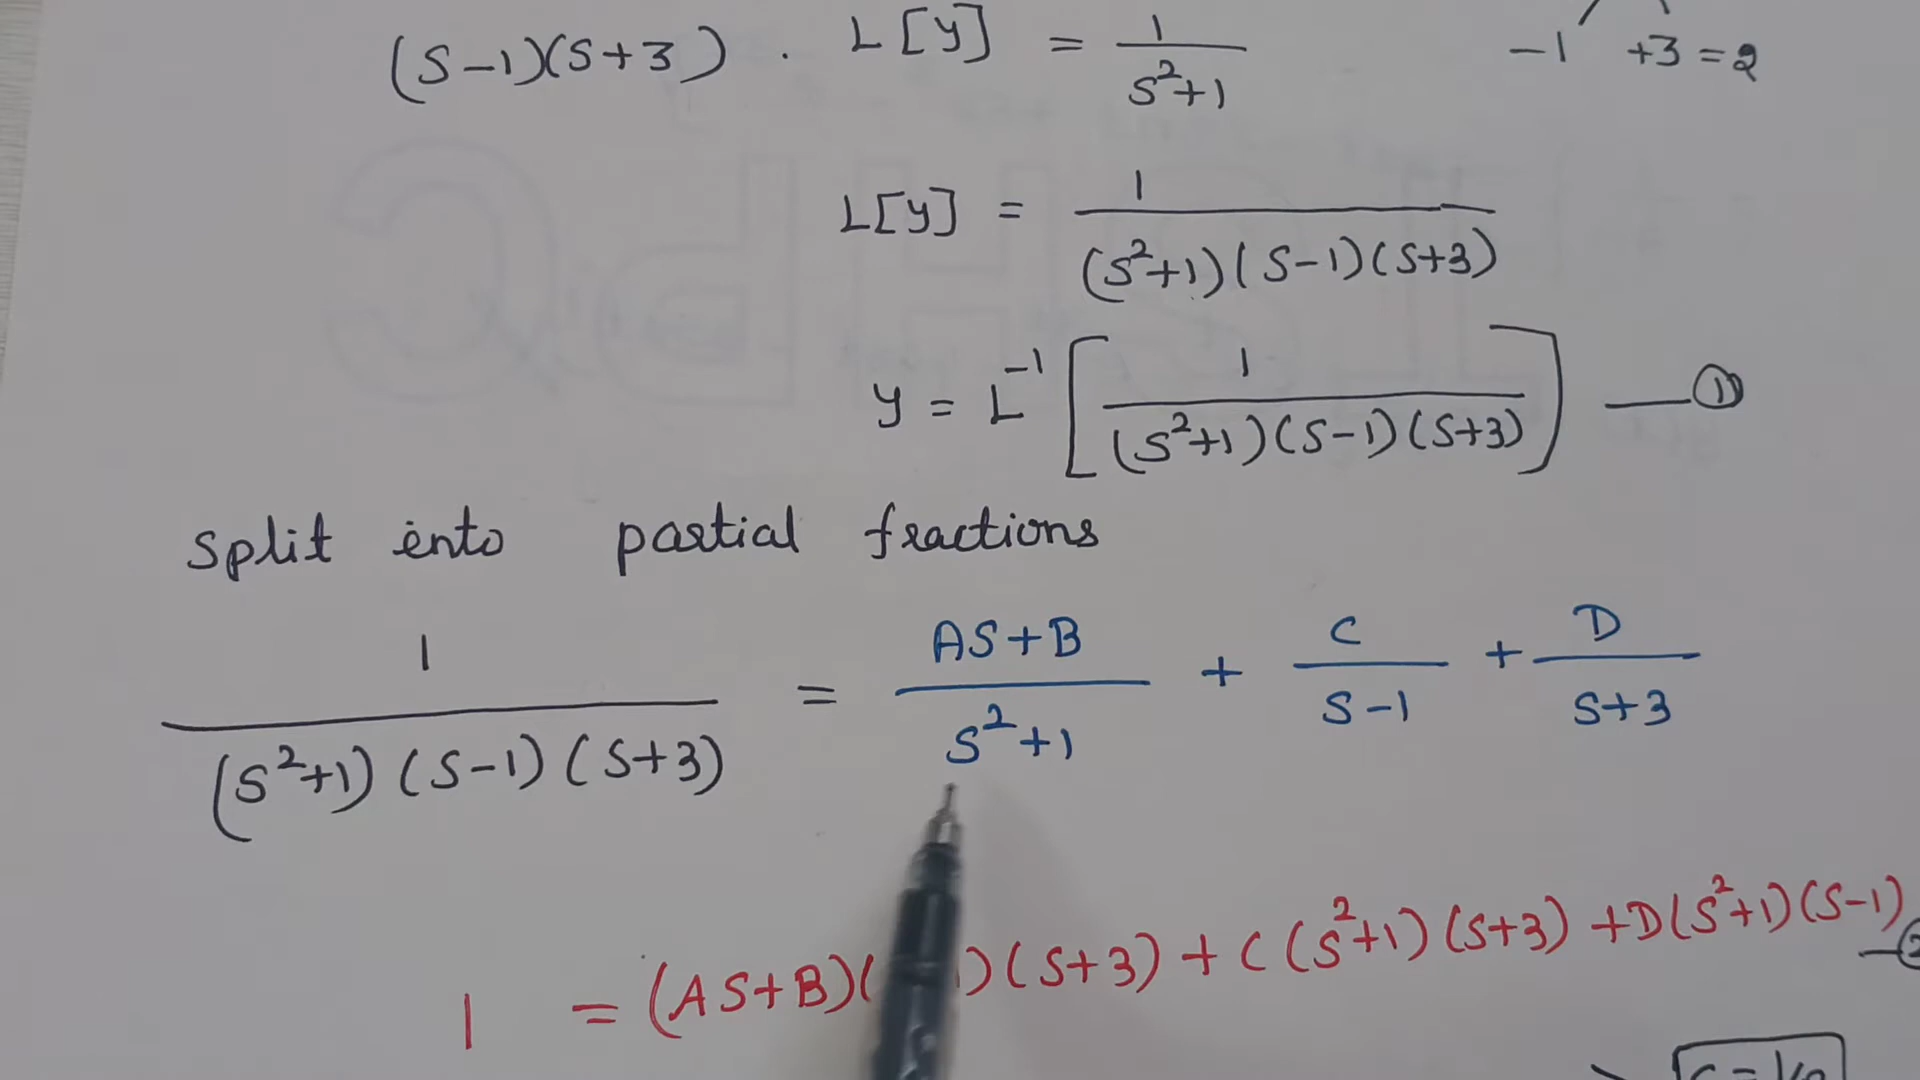 (S-1)(S+3) . L[y] = 1/(S²+1)
-1 +3 = 2
L[y] = 1/((S²+1)(S-1)(S+3))
y = L⁻¹[1/((S²+1)(S-1)(S+3))] — ①
Split into partial fractions
1/((S²+1)(S-1)(S+3)) = (AS+B)/(S²+1) + C/(S-1) + D/(S+3)
1 = (AS+B)( )(S+3) + C(S²+1)(S+3) + D(S²+1)(S-1) —